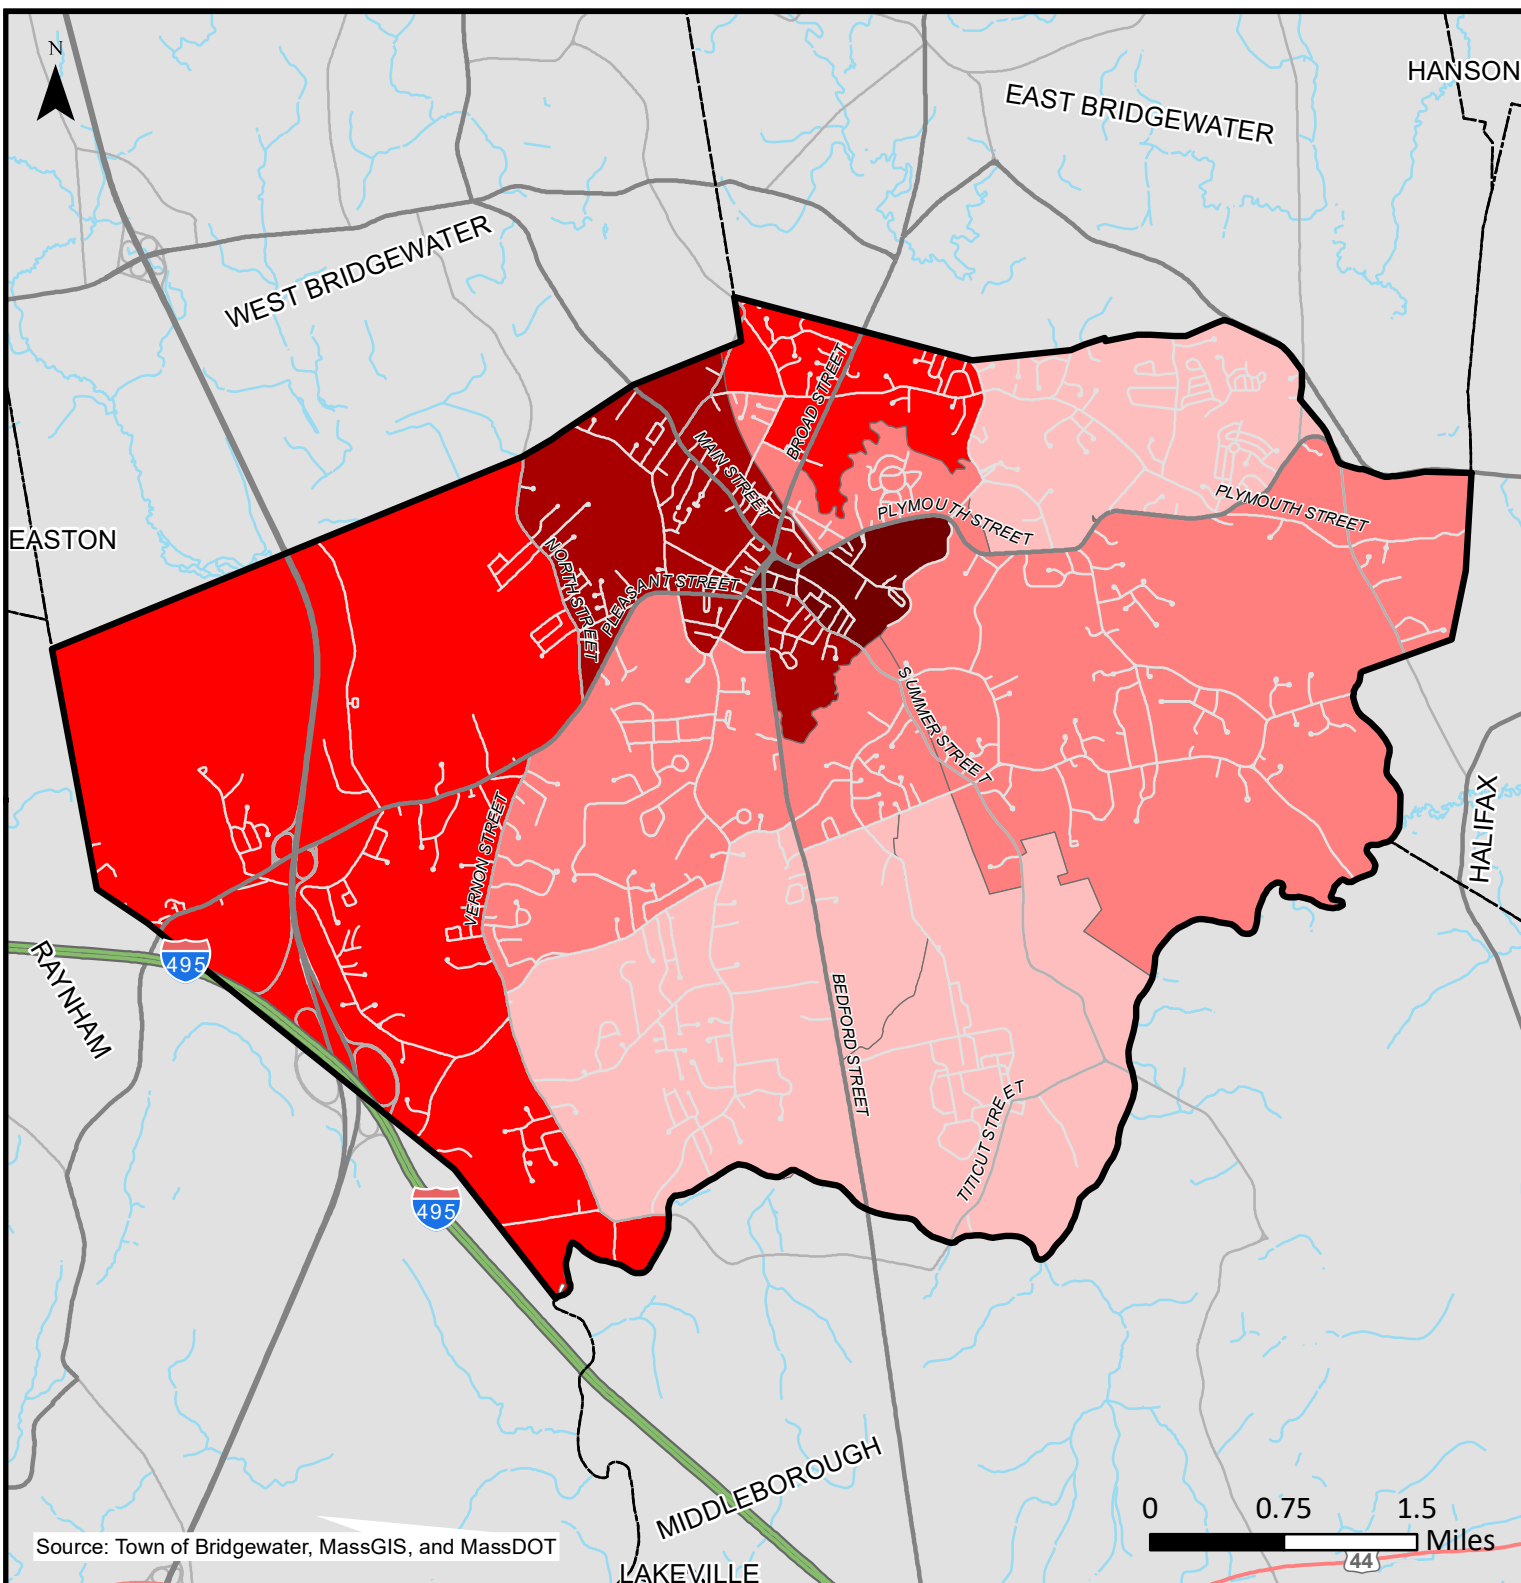 N
HANSON
EAST BRIDGEWATER
WEST BRIDGEWATER
BROAD STREET
MAIN STREET
PLYMOUTH STREET
PLYMOUTH STREET
EASTON
NORTH STREET
PLEASANT STREET
SUMMER STREET
VERNON STREET
HALIFAX
495
RAYNHAM
BEDFORD STREET
TITICUT STREET
495
MIDDLEBOROUGH
0 0.75 1.5
Miles
Source: Town of Bridgewater, MassGIS, and MassDOT
44
LAKEVILLE